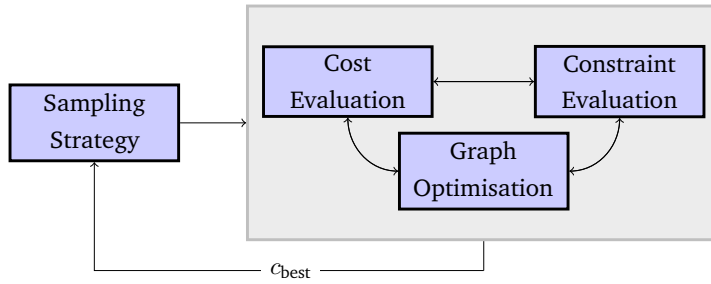 Sampling
Strategy
Cost
Evaluation
Constraint
Evaluation
Graph
Optimisation
c_best